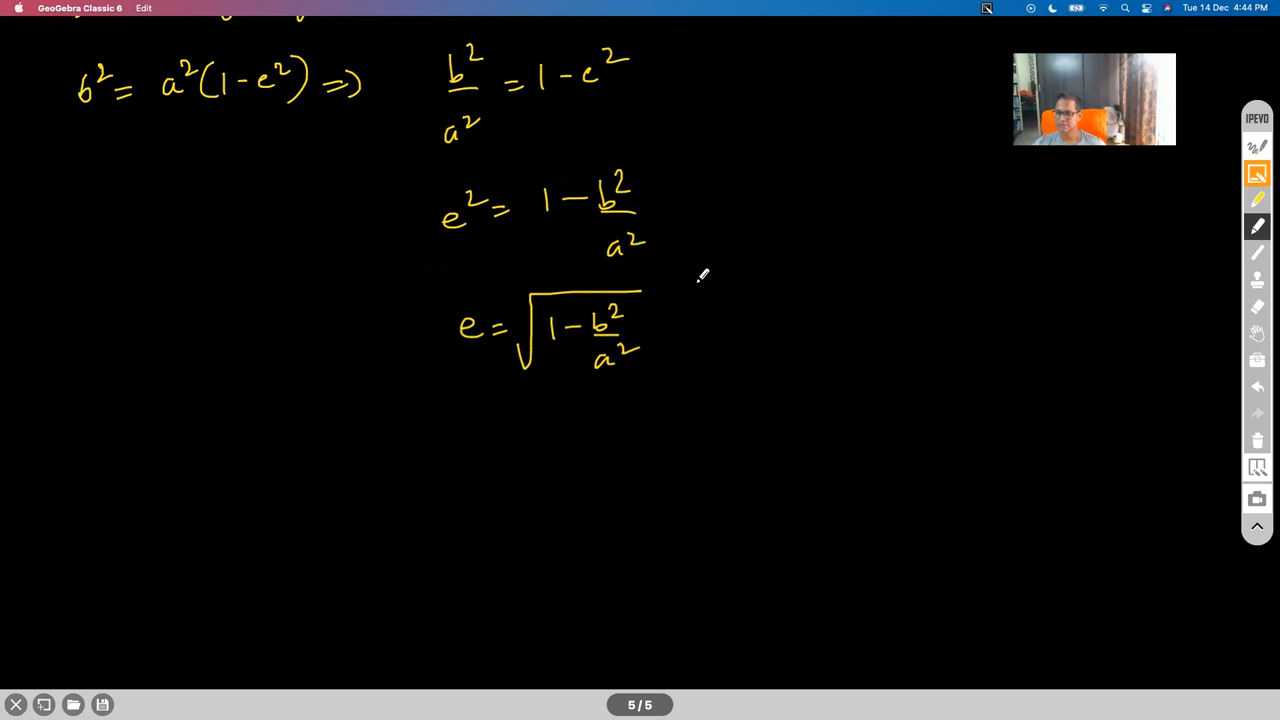 GeoGebra Classic 6 Edit Tue 14 Dec 4:44 PM
b² = a²(1-e²) => b²/a² = 1-e²
IPEVO
e² = 1 - b²/a²
e = √(1 - b²/a²)
5 / 5